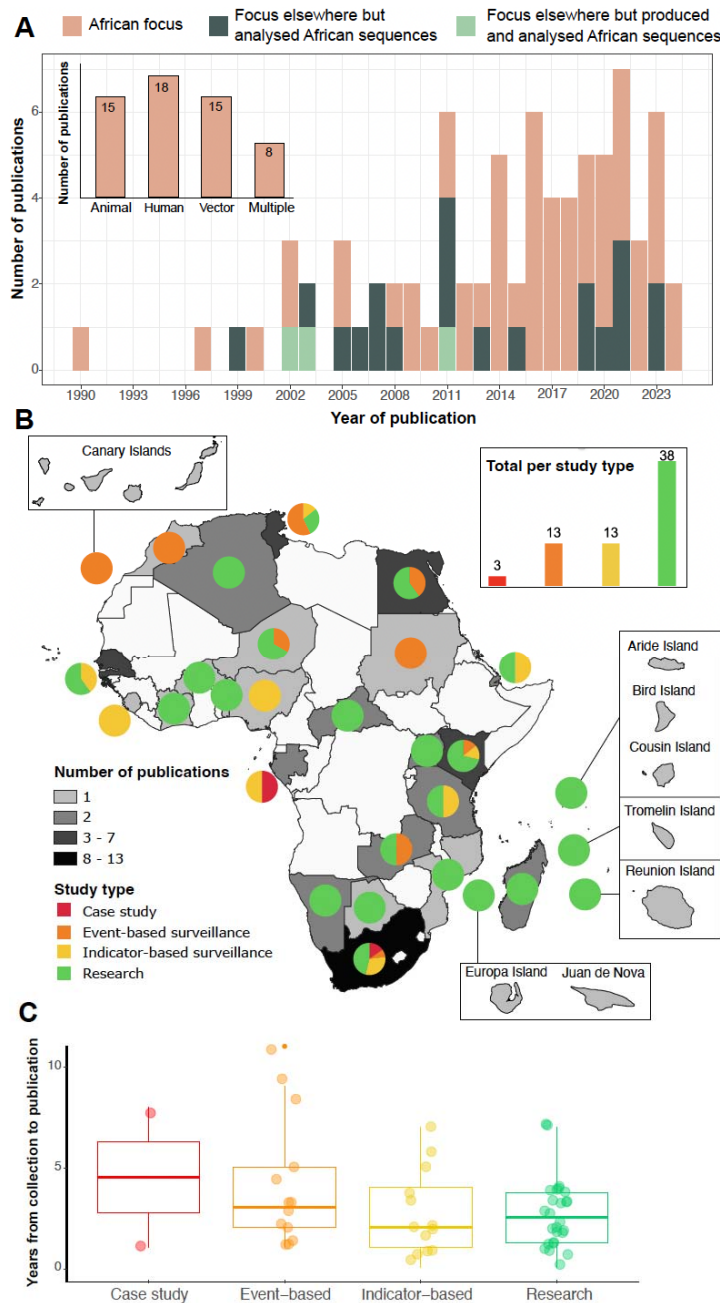 A
African focus
Focus elsewhere but
analysed African sequences
Focus elsewhere but produced
and analysed African sequences
Number of publications
6
4
2
0
Number of publications
15
18
15
8
Animal
Human
Vector
Multiple
1990
1993
1996
1999
2002
2005
2008
2011
2014
2017
2020
2023
Year of publication
B
Canary Islands
Total per study type
3
13
13
38
Aride Island
Bird Island
Cousin Island
Tromelin Island
Reunion Island
Number of publications
1
2
3 - 7
8 - 13
Study type
Case study
Event-based surveillance
Indicator-based surveillance
Research
Europa Island
Juan de Nova
C
Years from collection to publication
10
5
0
Case study
Event-based
Indicator-based
Research